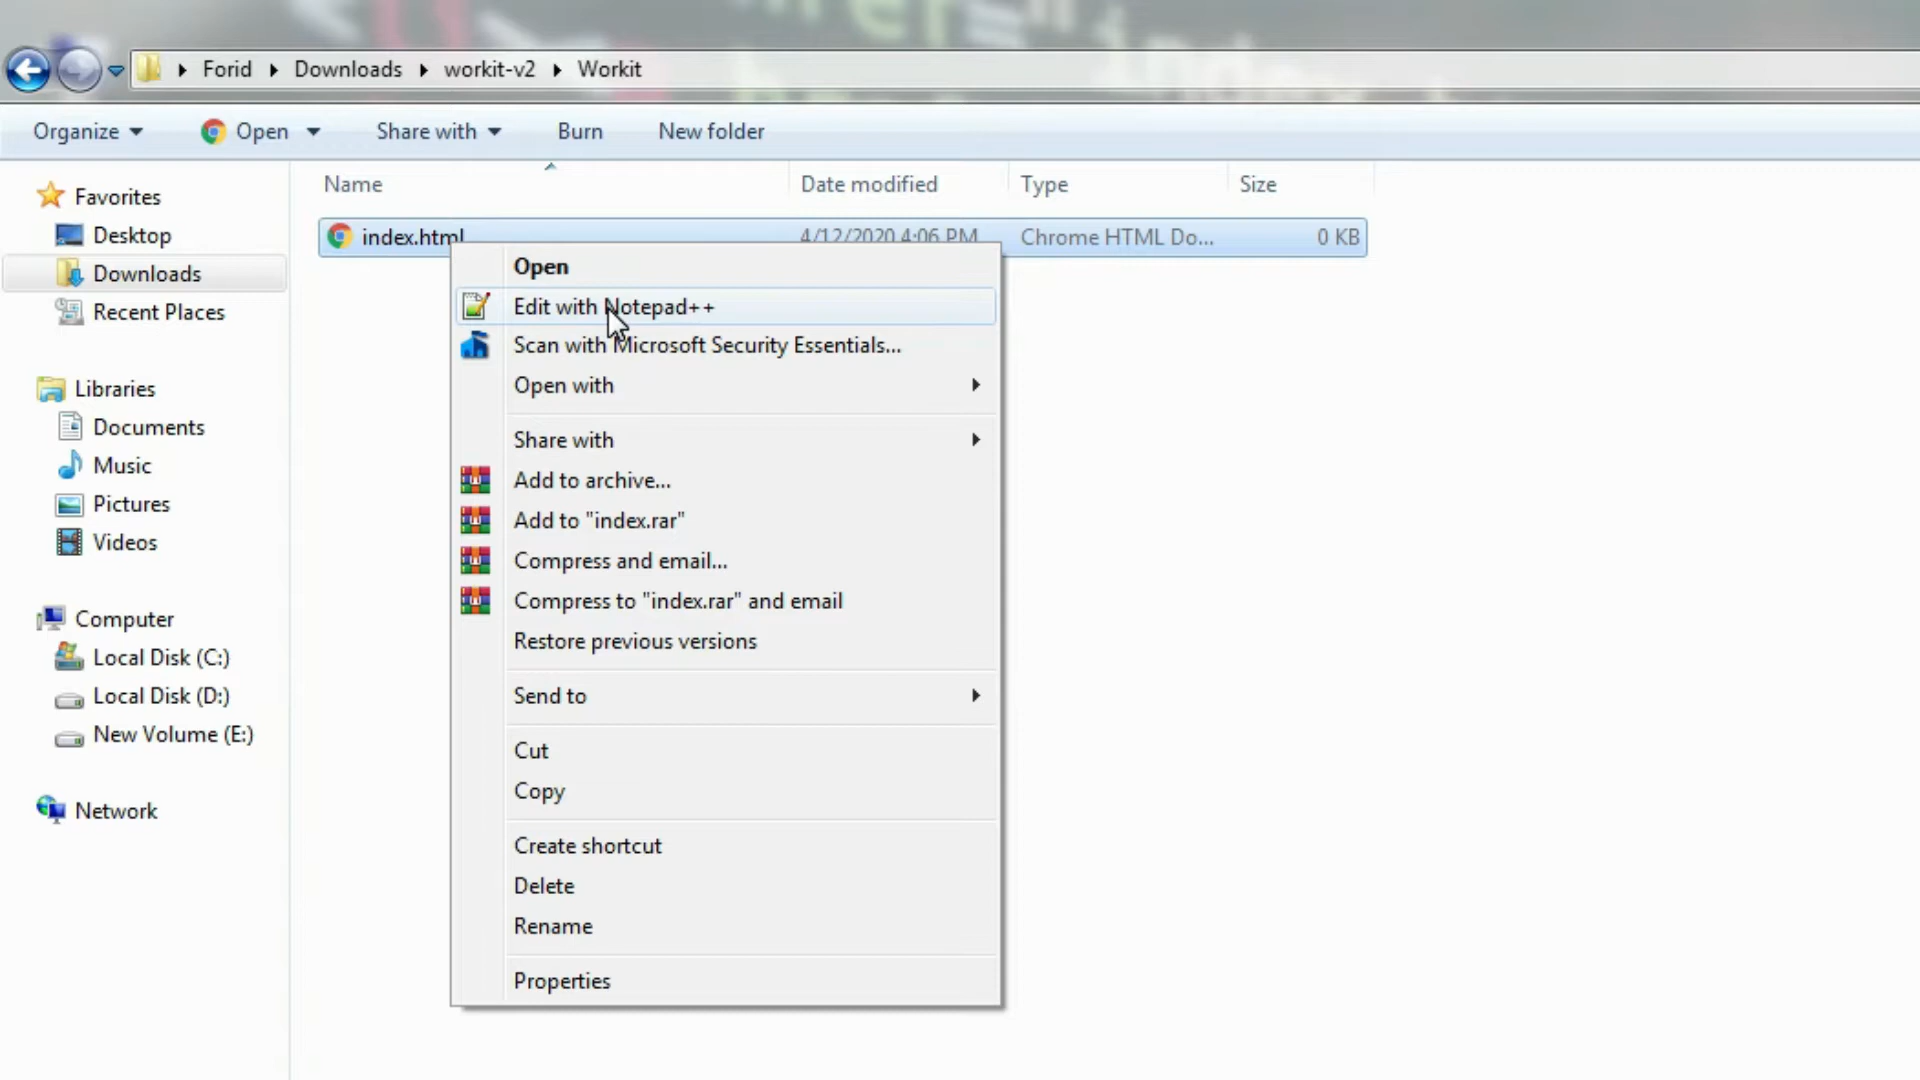 Forid Downloads workit-v2 Workit
Organize Open Share with Burn New folder
Name Date modified Type Size
index.html 4/12/2020 4:06 PM Chrome HTML Do... 0 KB
Favorites
Desktop
Downloads
Recent Places
Libraries
Documents
Music
Pictures
Videos
Computer
Local Disk (C:)
Local Disk (D:)
New Volume (E:)
Network
Open
Edit with Notepad++
Scan with Microsoft Security Essentials...
Open with
Share with
Add to archive...
Add to "index.rar"
Compress and email...
Compress to "index.rar" and email
Restore previous versions
Send to
Cut
Copy
Create shortcut
Delete
Rename
Properties